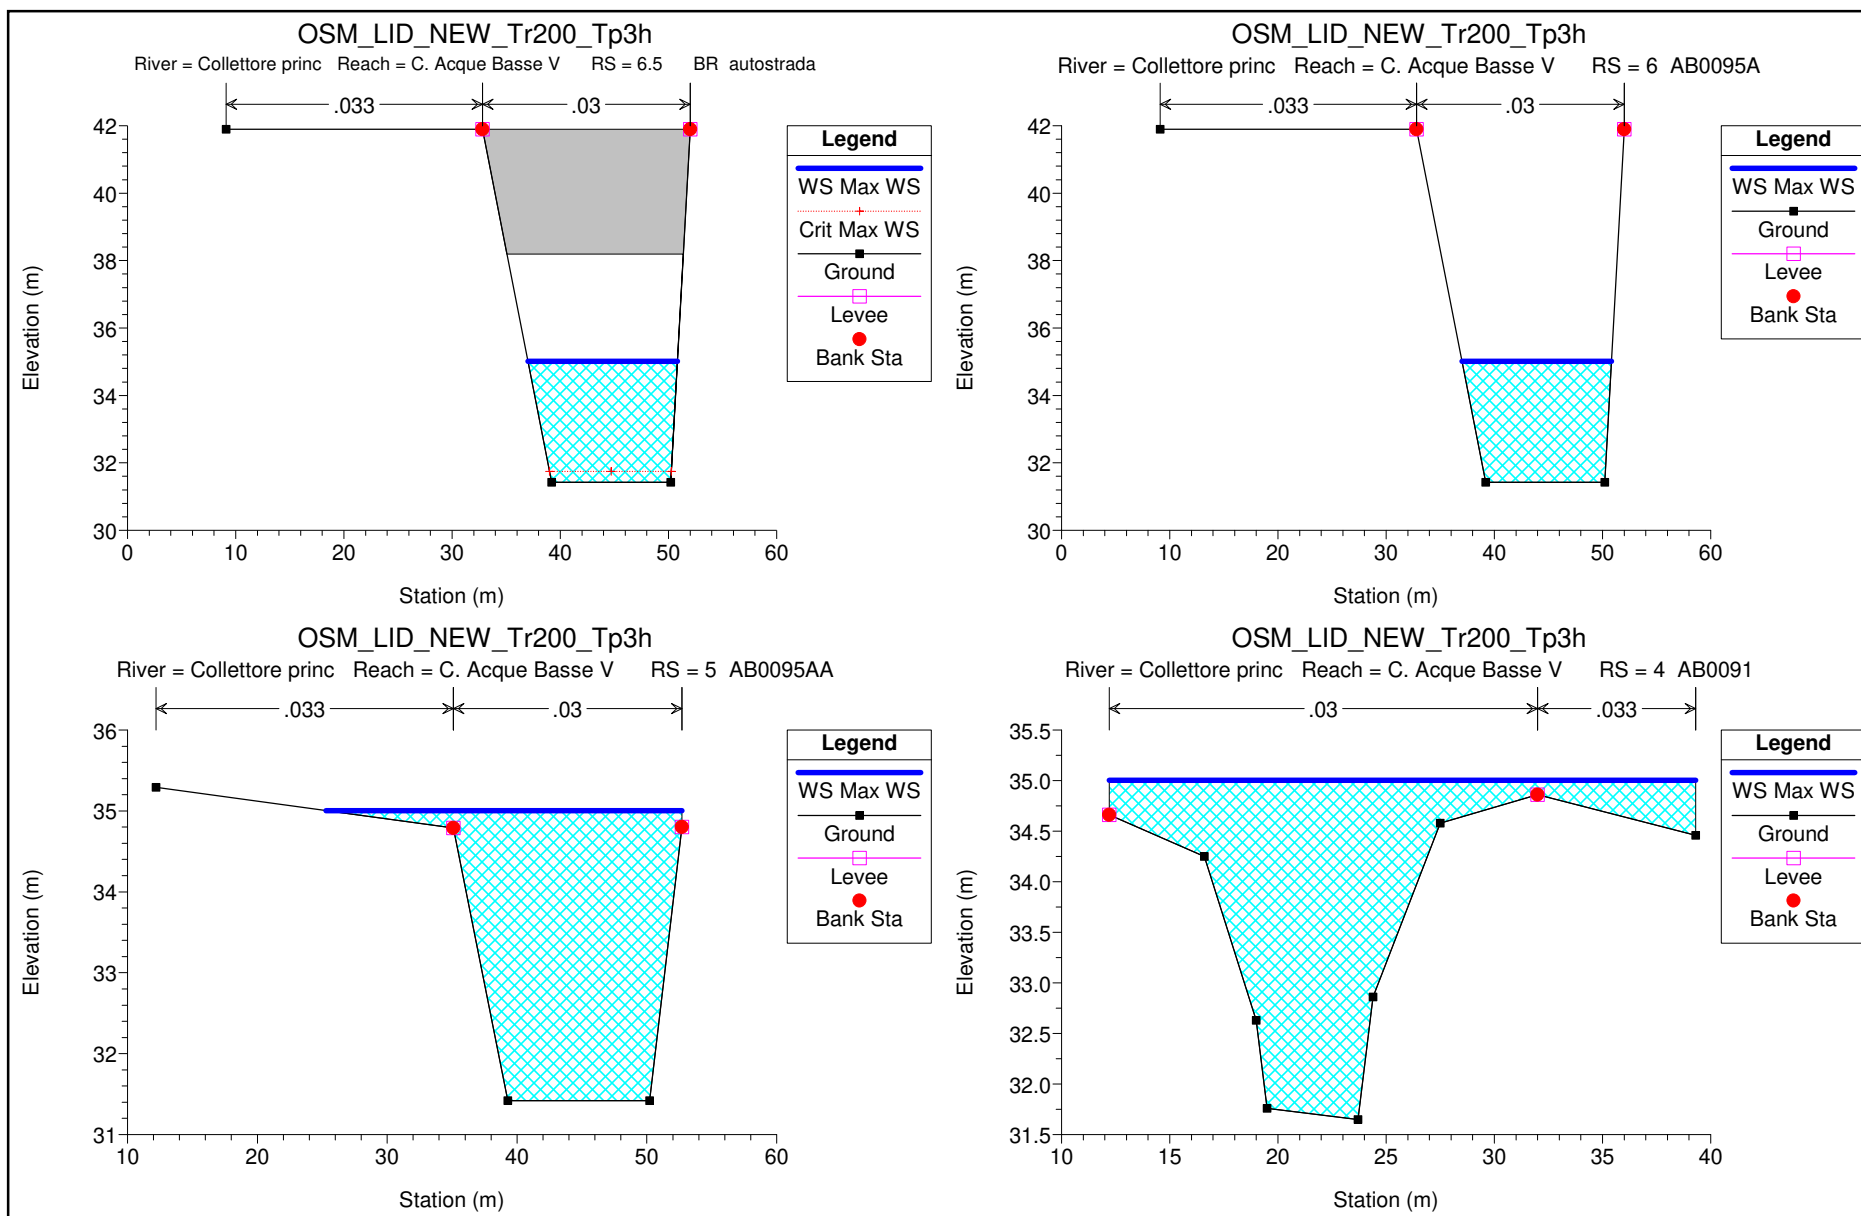 OSM_LID_NEW_Tr200_Tp3h
River = Collettore princ Reach = C. Acque Basse V RS = 6.5 BR autostrada
.033 .03
42
40
38
36
34
32
30
0 10 20 30 40 50 60
Elevation (m)
Station (m)
Legend
WS Max WS
Crit Max WS
Ground
Levee
Bank Sta
OSM_LID_NEW_Tr200_Tp3h
River = Collettore princ Reach = C. Acque Basse V RS = 6 AB0095A
.033 .03
42
40
38
36
34
32
30
0 10 20 30 40 50 60
Elevation (m)
Station (m)
Legend
WS Max WS
Ground
Levee
Bank Sta
OSM_LID_NEW_Tr200_Tp3h
River = Collettore princ Reach = C. Acque Basse V RS = 5 AB0095AA
.033 .03
36
35
34
33
32
31
10 20 30 40 50 60
Elevation (m)
Station (m)
Legend
WS Max WS
Ground
Levee
Bank Sta
OSM_LID_NEW_Tr200_Tp3h
River = Collettore princ Reach = C. Acque Basse V RS = 4 AB0091
.03 .033
35.5
35.0
34.5
34.0
33.5
33.0
32.5
32.0
31.5
10 15 20 25 30 35 40
Elevation (m)
Station (m)
Legend
WS Max WS
Ground
Levee
Bank Sta